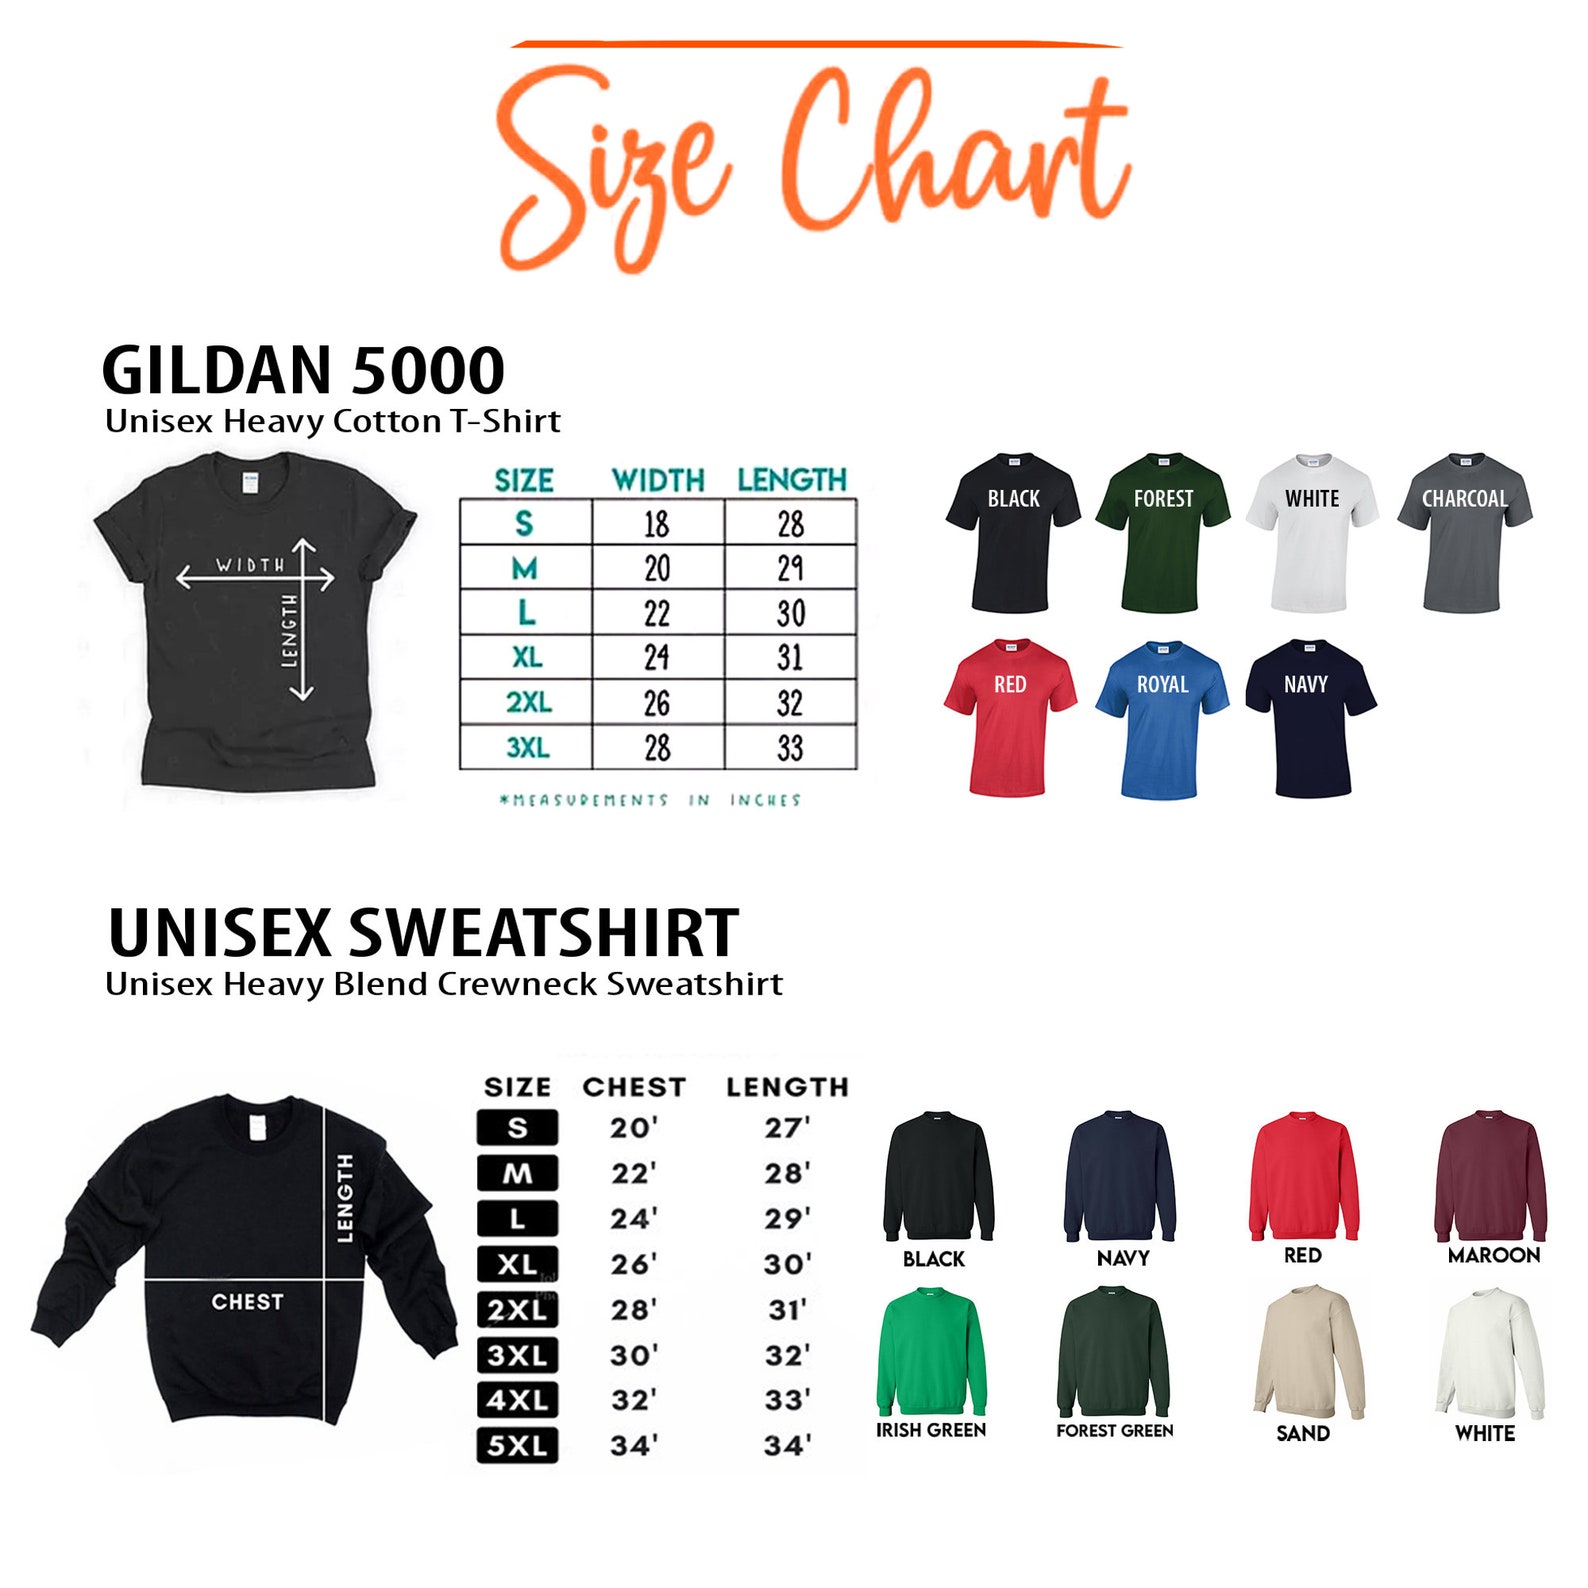 Size Chart
GILDAN 5000
Unisex Heavy Cotton T-Shirt
WIDTH
LENGTH
SIZE WIDTH LENGTH
S 18 28
M 20 29
L 22 30
XL 24 31
2XL 26 32
3XL 28 33
*MEASUREMENTS IN INCHES
BLACK FOREST WHITE CHARCOAL
RED ROYAL NAVY
UNISEX SWEATSHIRT
Unisex Heavy Blend Crewneck Sweatshirt
LENGTH
CHEST
SIZE CHEST LENGTH
S 20' 27'
M 22' 28'
L 24' 29'
XL 26' 30'
2XL 28' 31'
3XL 30' 32'
4XL 32' 33'
5XL 34' 34'
BLACK NAVY RED MAROON
IRISH GREEN FOREST GREEN SAND WHITE